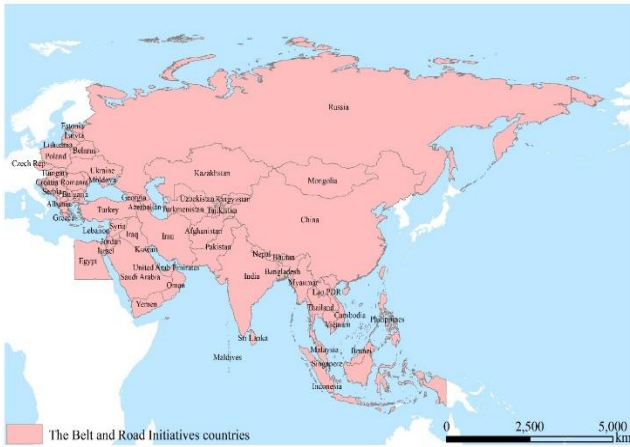 Russia
Estonia
Latvia
Lithuania
Belarus
Poland
Czech Rep
Ukraine
Hungary
Moldova
Kazakhstan
Mongolia
Croatia Romania
Serbia
Bulgaria
Georgia
Uzbekistan Kyrgyzstan
Albania
Azerbaijan
Turkmenistan
Tajikistan
Turkey
Greece
China
Syria
Lebanon
Iraq
Iran
Afghanistan
Jordan
Israel
Kuwait
Pakistan
Nepal
Bhutan
Egypt
United Arab Emirates
Bangladesh
Saudi Arabia
India
Myanmar
Oman
Lao PDR
Yemen
Thailand
Cambodia
Philippines
Vietnam
Sri Lanka
Maldives
Malaysia
Brunei
Singapore
Indonesia
The Belt and Road Initiatives countries
0 2,500 5,000
km